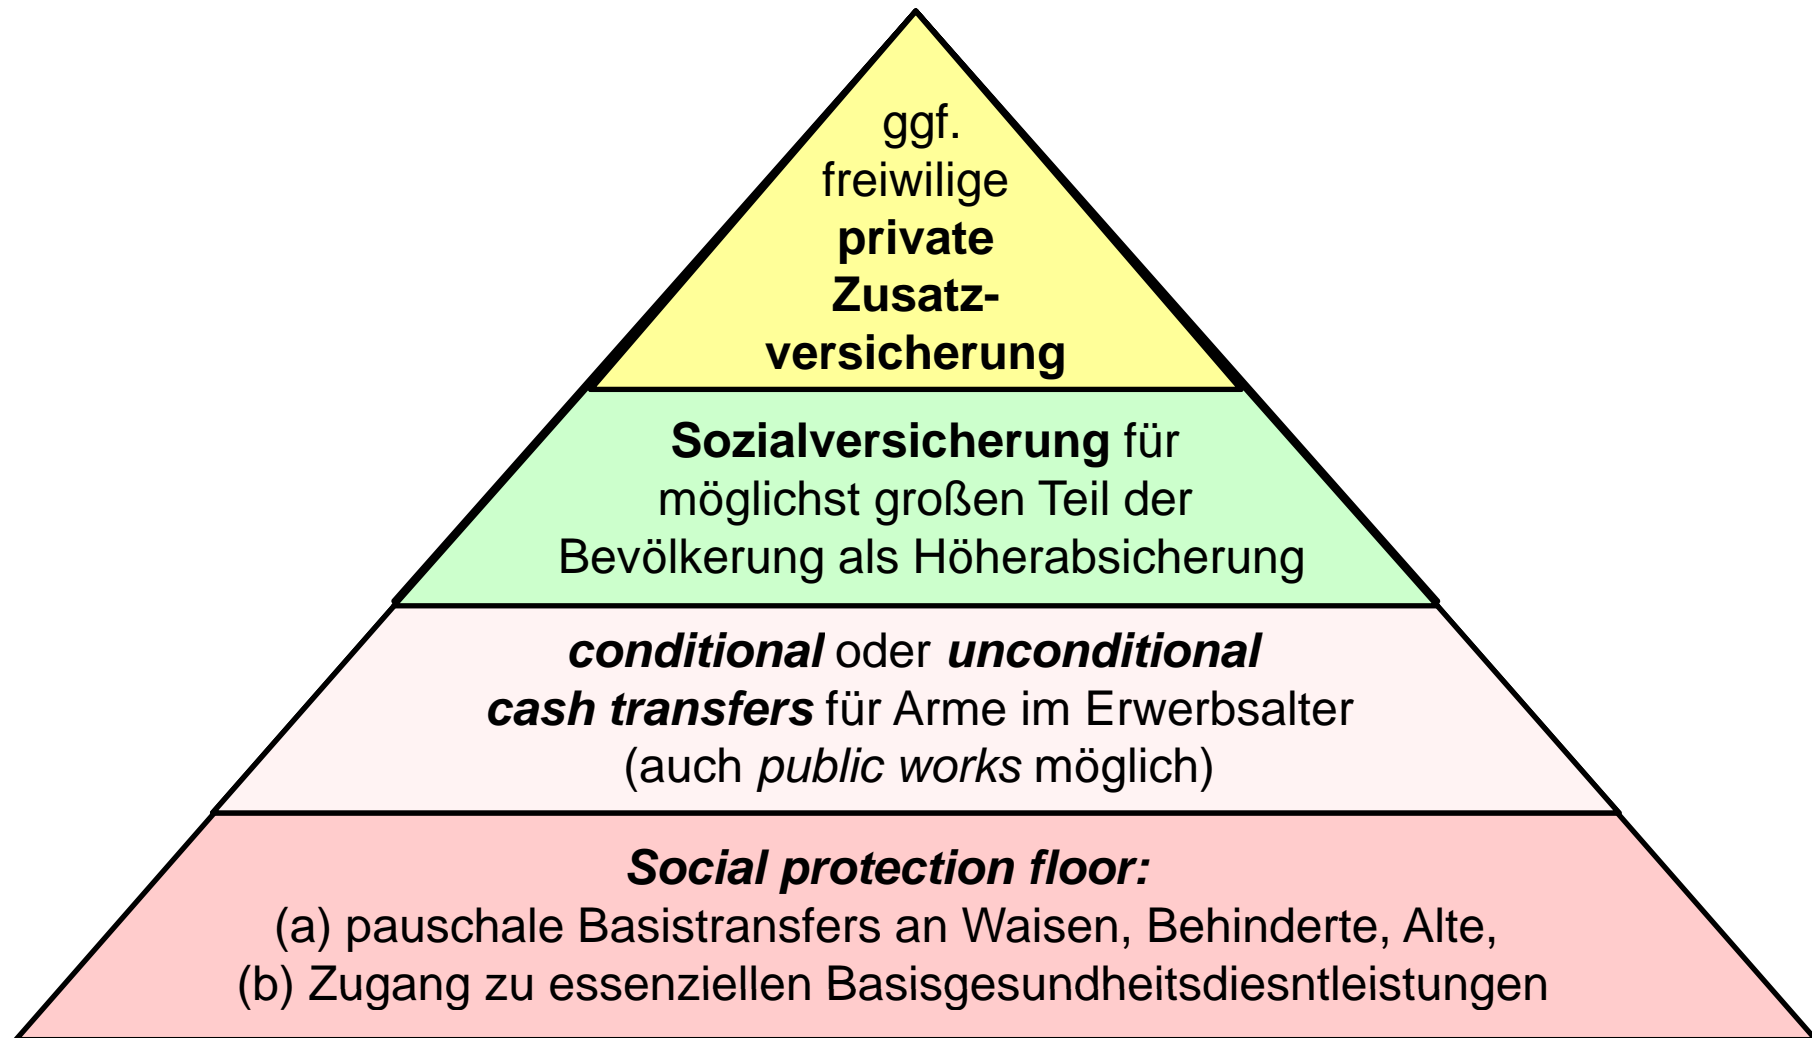 ggf.
freiwilige
private
Zusatz-
versicherung
Sozialversicherung für
möglichst großen Teil der
Bevölkerung als Höherabsicherung
conditional oder unconditional
cash transfers für Arme im Erwerbsalter
(auch public works möglich)
Social protection floor:
(a) pauschale Basistransfers an Waisen, Behinderte, Alte,
(b) Zugang zu essenziellen Basisgesundheitsdiesntleistungen